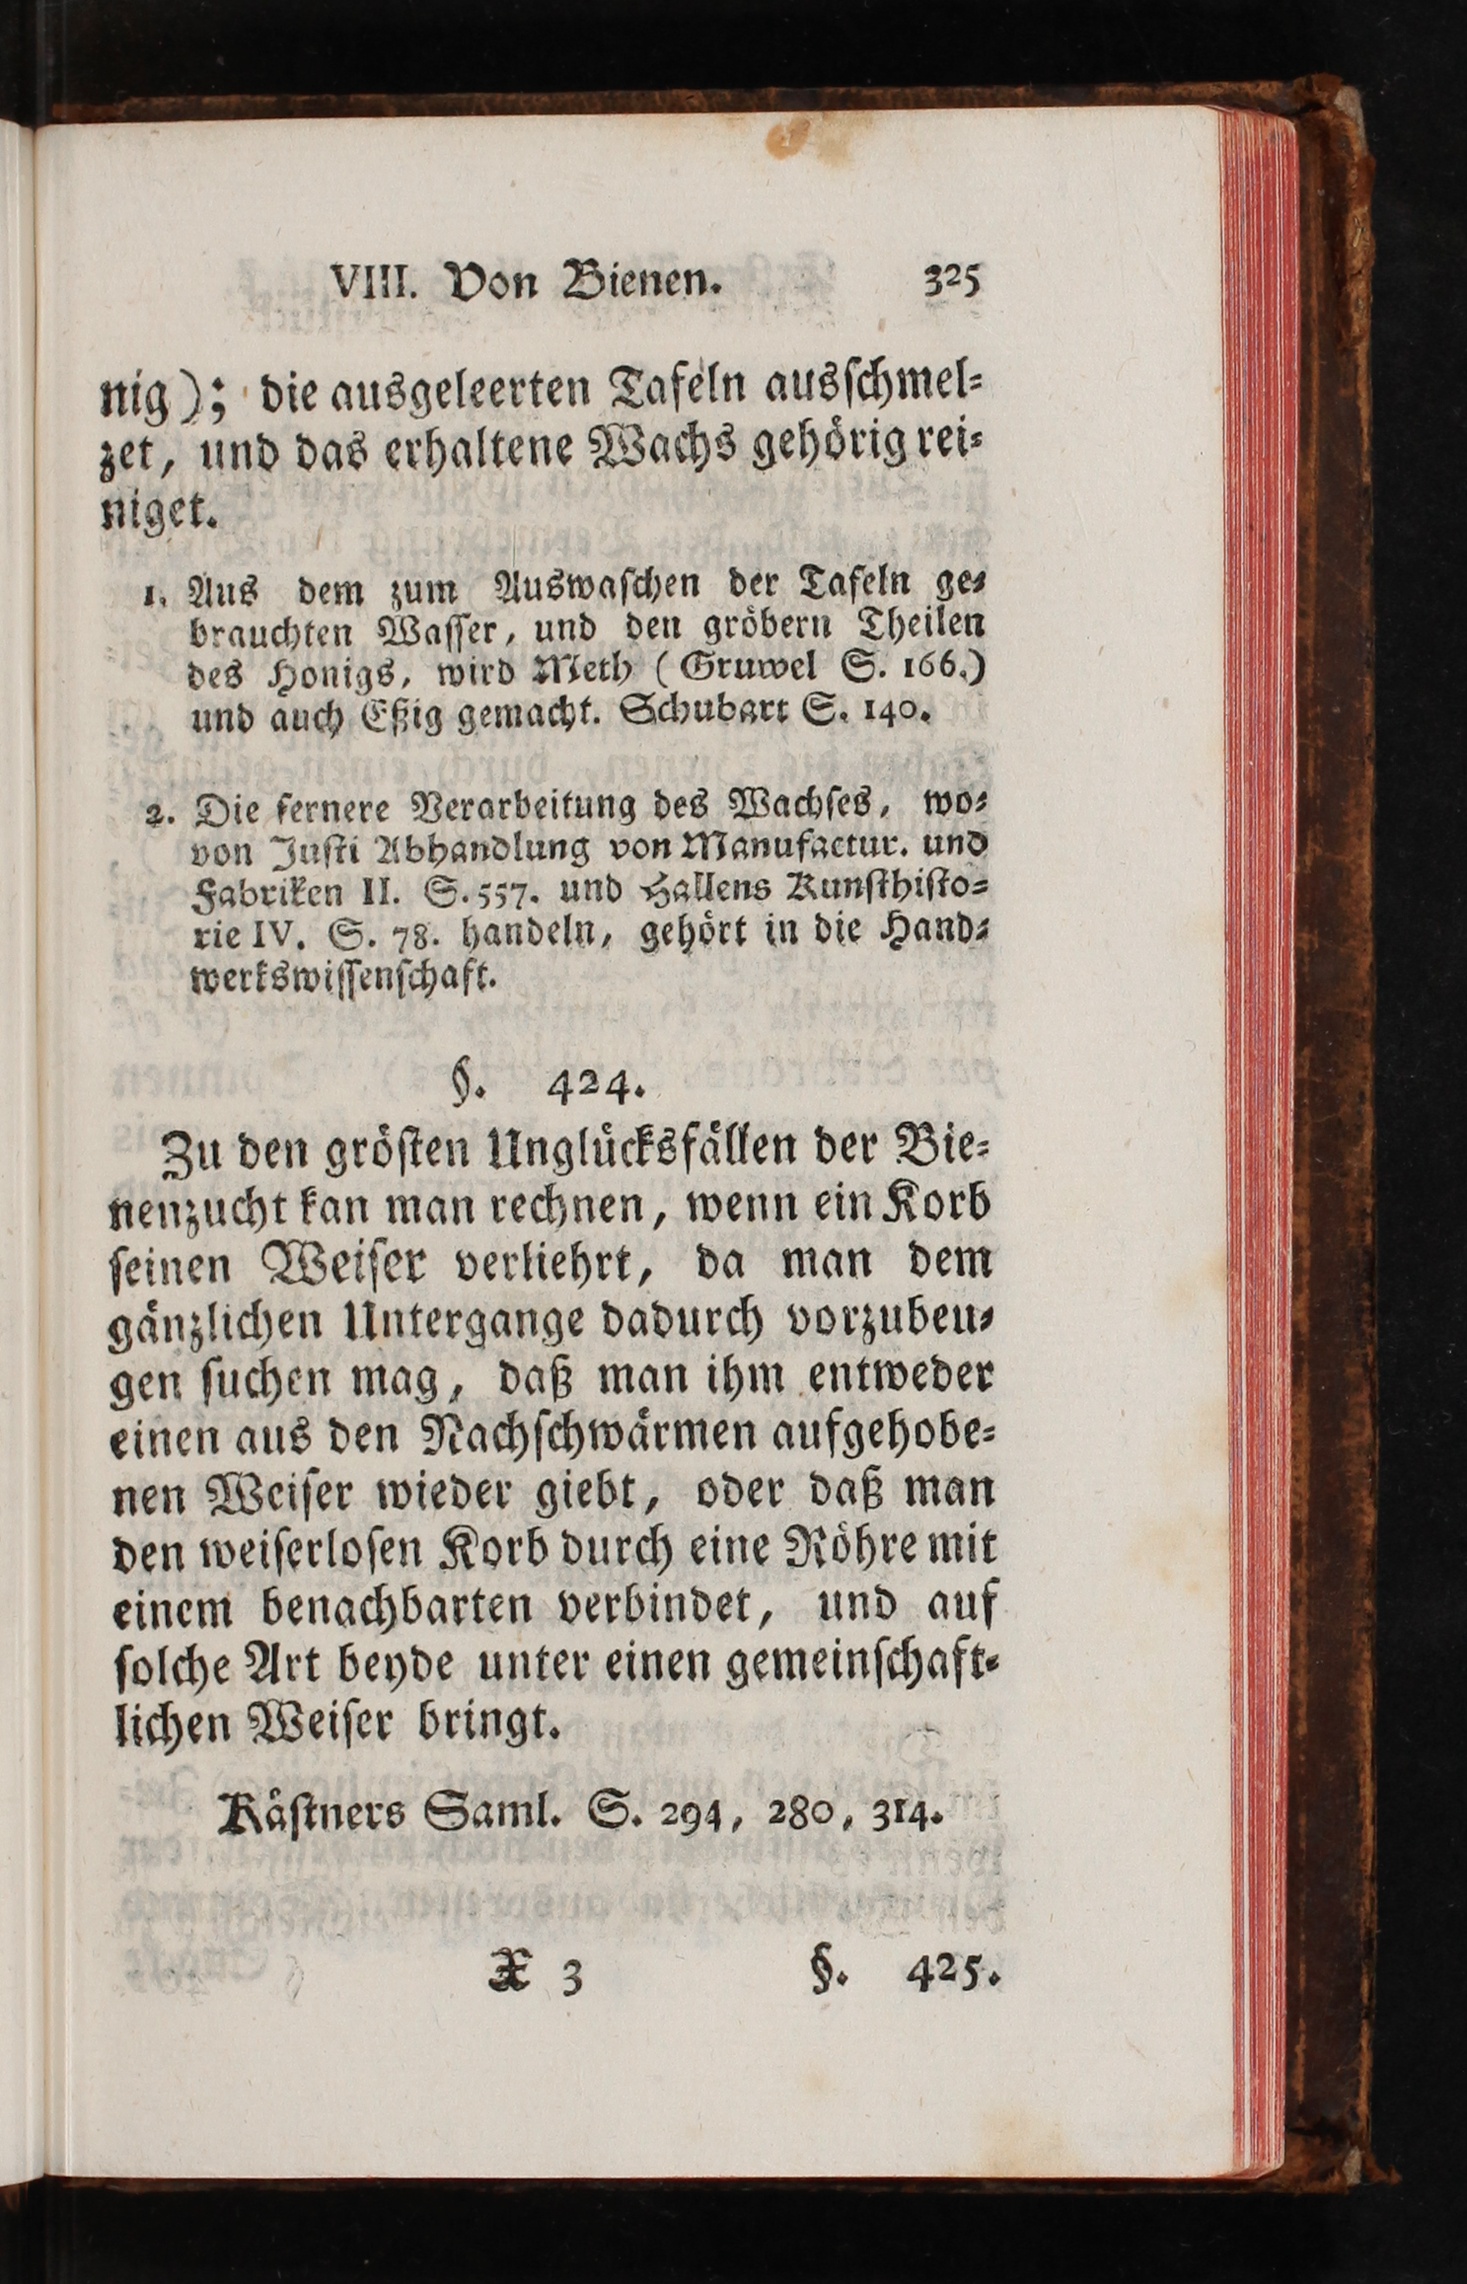 VIII. Von Bienen. 325
nig); die ausgeleerten Tafeln ausſchmel⸗
zet, und das erhaltene Wachs gehörig rei⸗
niget.
1. Aus dem zum Auswaſchen der Tafeln ge⸗
brauchten Waſſer, und den gröbern Theilen
des Honigs, wird Meth (Gruwel S. 166.)
und auch Eßig gemacht. Schubart S. 140.
2. Die fernere Verarbeitung des Wachſes, wo⸗
von Juſti Abhandlung von Manufactur. und
Fabriken II. S. 557. und Hallens Kunſthiſto⸗
rie IV. S. 78. handeln, gehört in die Hand⸗
werkswiſſenſchaft.
§. 424.
Zu den gröſten Unglücksfällen der Bie⸗
nenzucht kan man rechnen, wenn ein Korb
ſeinen Weiſer verliehrt, da man dem
gänzlichen Untergange dadurch vorzubeu⸗
gen ſuchen mag, daß man ihm entweder
einen aus den Nachſchwärmen aufgehobe⸗
nen Weiſer wieder giebt, oder daß man
den weiſerloſen Korb durch eine Röhre mit
einem benachbarten verbindet, und auf
ſolche Art beyde unter einen gemeinſchaft⸗
lichen Weiſer bringt.
Käſtners Saml. S. 294, 280, 314.
X 3 §. 425.